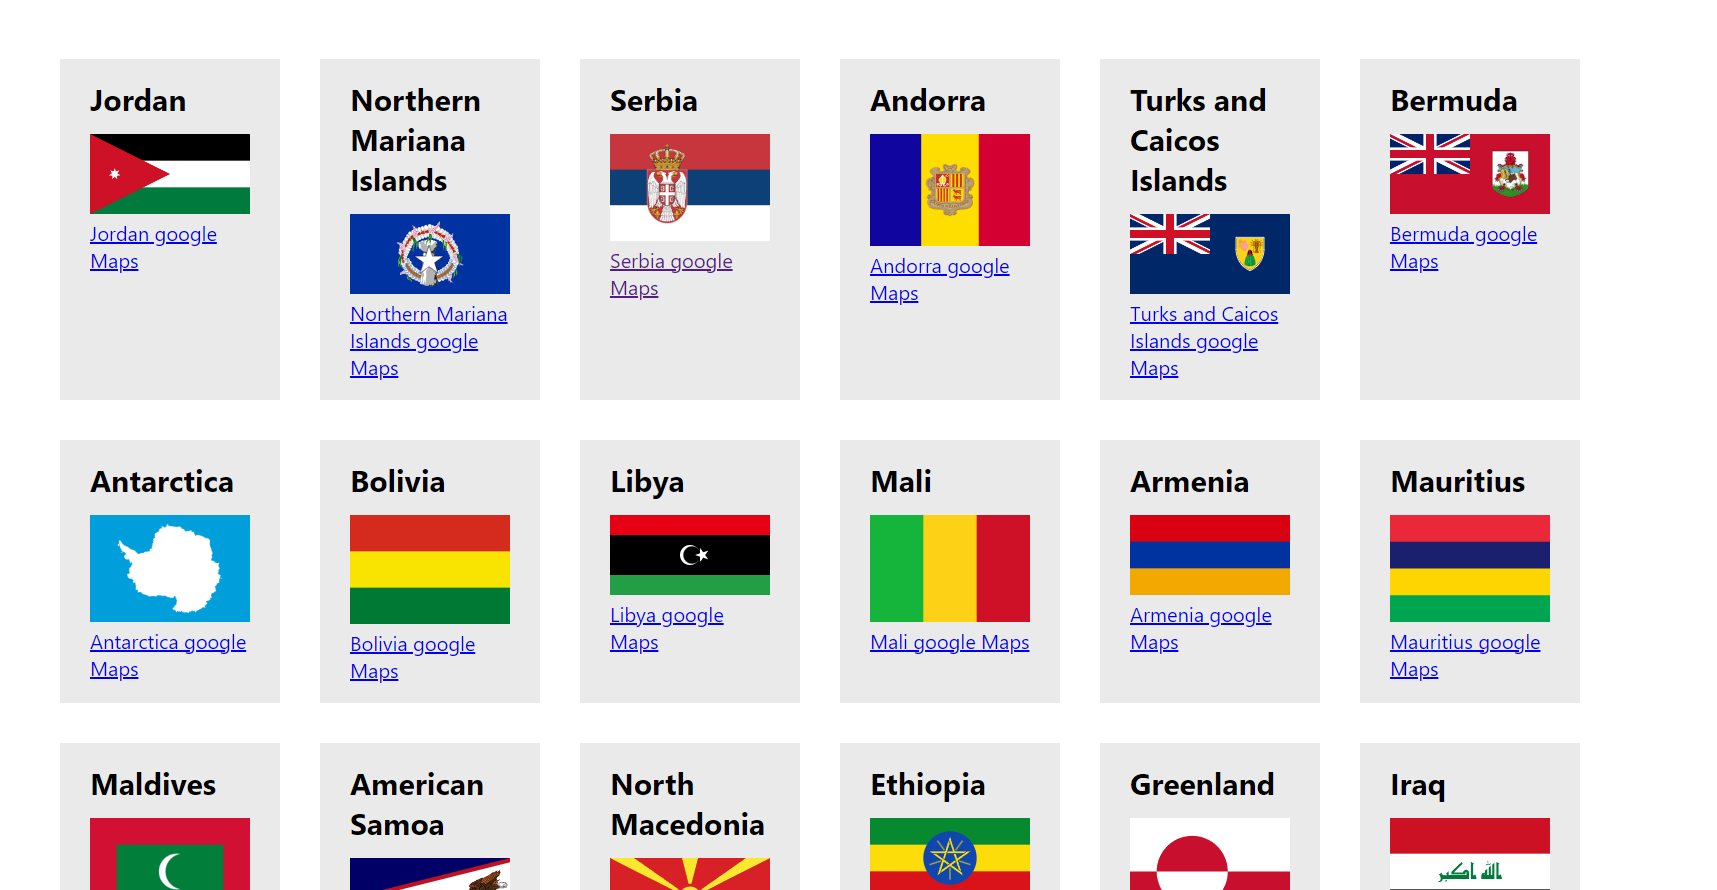 Jordan
Jordan google
Maps
Northern
Mariana
Islands
Northern Mariana
Islands google
Maps
Serbia
Serbia google
Maps
Andorra
Andorra google
Maps
Turks and
Caicos
Islands
Turks and Caicos
Islands google
Maps
Bermuda
Bermuda google
Maps
Antarctica
Antarctica google
Maps
Bolivia
Bolivia google
Maps
Libya
Libya google
Maps
Mali
Mali google Maps
Armenia
Armenia google
Maps
Mauritius
Mauritius google
Maps
Maldives
American
Samoa
North
Macedonia
Ethiopia
Greenland
Iraq
الله اكبر